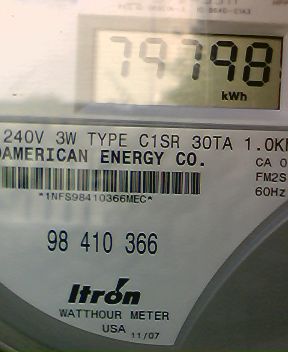 79798
kWh
240V 3W TYPE C1SR 30TA 1.0K
AMERICAN ENERGY CO.
CA 0
FM2S
60Hz
*1NFS98410366MEC*
98 410 366
Itrón
WATTHOUR METER
USA 11/07